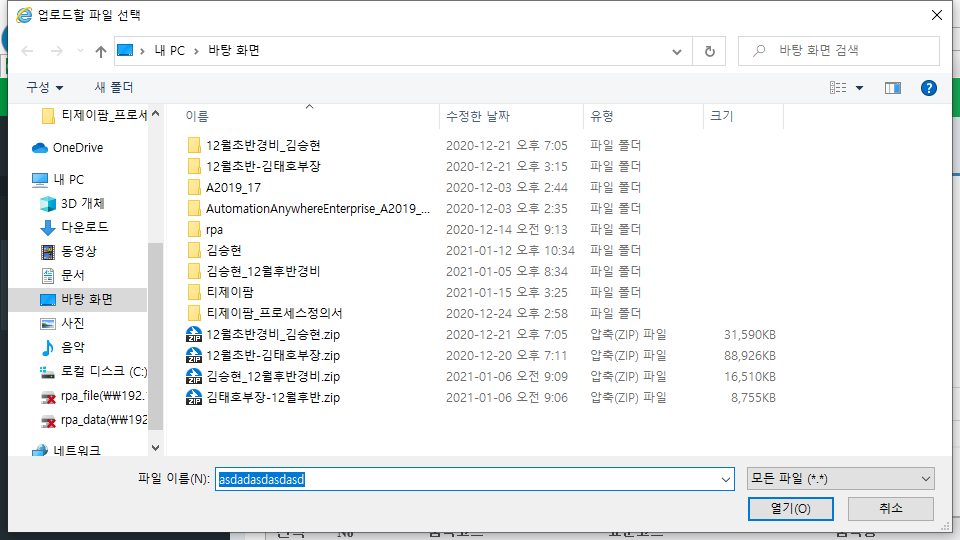 업로드할 파일 선택
내 PC > 바탕 화면
바탕 화면 검색
구성 새 폴더
티제이팜_프로세
OneDrive
내 PC
3D 개체
다운로드
동영상
문서
바탕 화면
사진
음악
로컬 디스크 (C:)
rpa_file(₩₩192.1
rpa_data(₩₩192
네트워크
이름 수정한 날짜 유형 크기
12월초반경비_김승현 2020-12-21 오후 7:05 파일 폴더
12월초반-김태호부장 2020-12-21 오후 3:15 파일 폴더
A2019_17 2020-12-03 오후 2:44 파일 폴더
AutomationAnywhereEnterprise_A2019_... 2020-12-03 오후 2:35 파일 폴더
rpa 2020-12-14 오전 9:13 파일 폴더
김승현 2021-01-12 오후 10:34 파일 폴더
김승현_12월후반경비 2021-01-05 오후 8:34 파일 폴더
티제이팜 2021-01-15 오후 3:25 파일 폴더
티제이팜_프로세스정의서 2020-12-24 오후 2:58 파일 폴더
12월초반경비_김승현.zip 2020-12-21 오후 7:05 압축(ZIP) 파일 31,590KB
12월초반-김태호부장.zip 2020-12-20 오후 7:11 압축(ZIP) 파일 88,926KB
김승현_12월후반경비.zip 2021-01-06 오전 9:09 압축(ZIP) 파일 16,510KB
김태호부장-12월후반.zip 2021-01-06 오전 9:06 압축(ZIP) 파일 8,755KB
파일 이름(N): asdadasdasdasd 모든 파일 (*.*)
열기(O) 취소